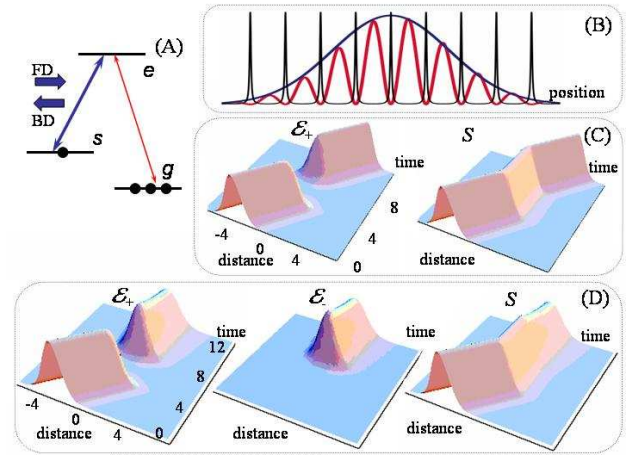 (A)
FD
BD
e
s
g
(B)
position
ℰ₊
S
(C)
time
time
8
4
0
-4
0
4
distance
distance
ℰ₊
ℰ₋
S
(D)
time
12
8
4
0
time
time
-4
0
4
distance
distance
distance